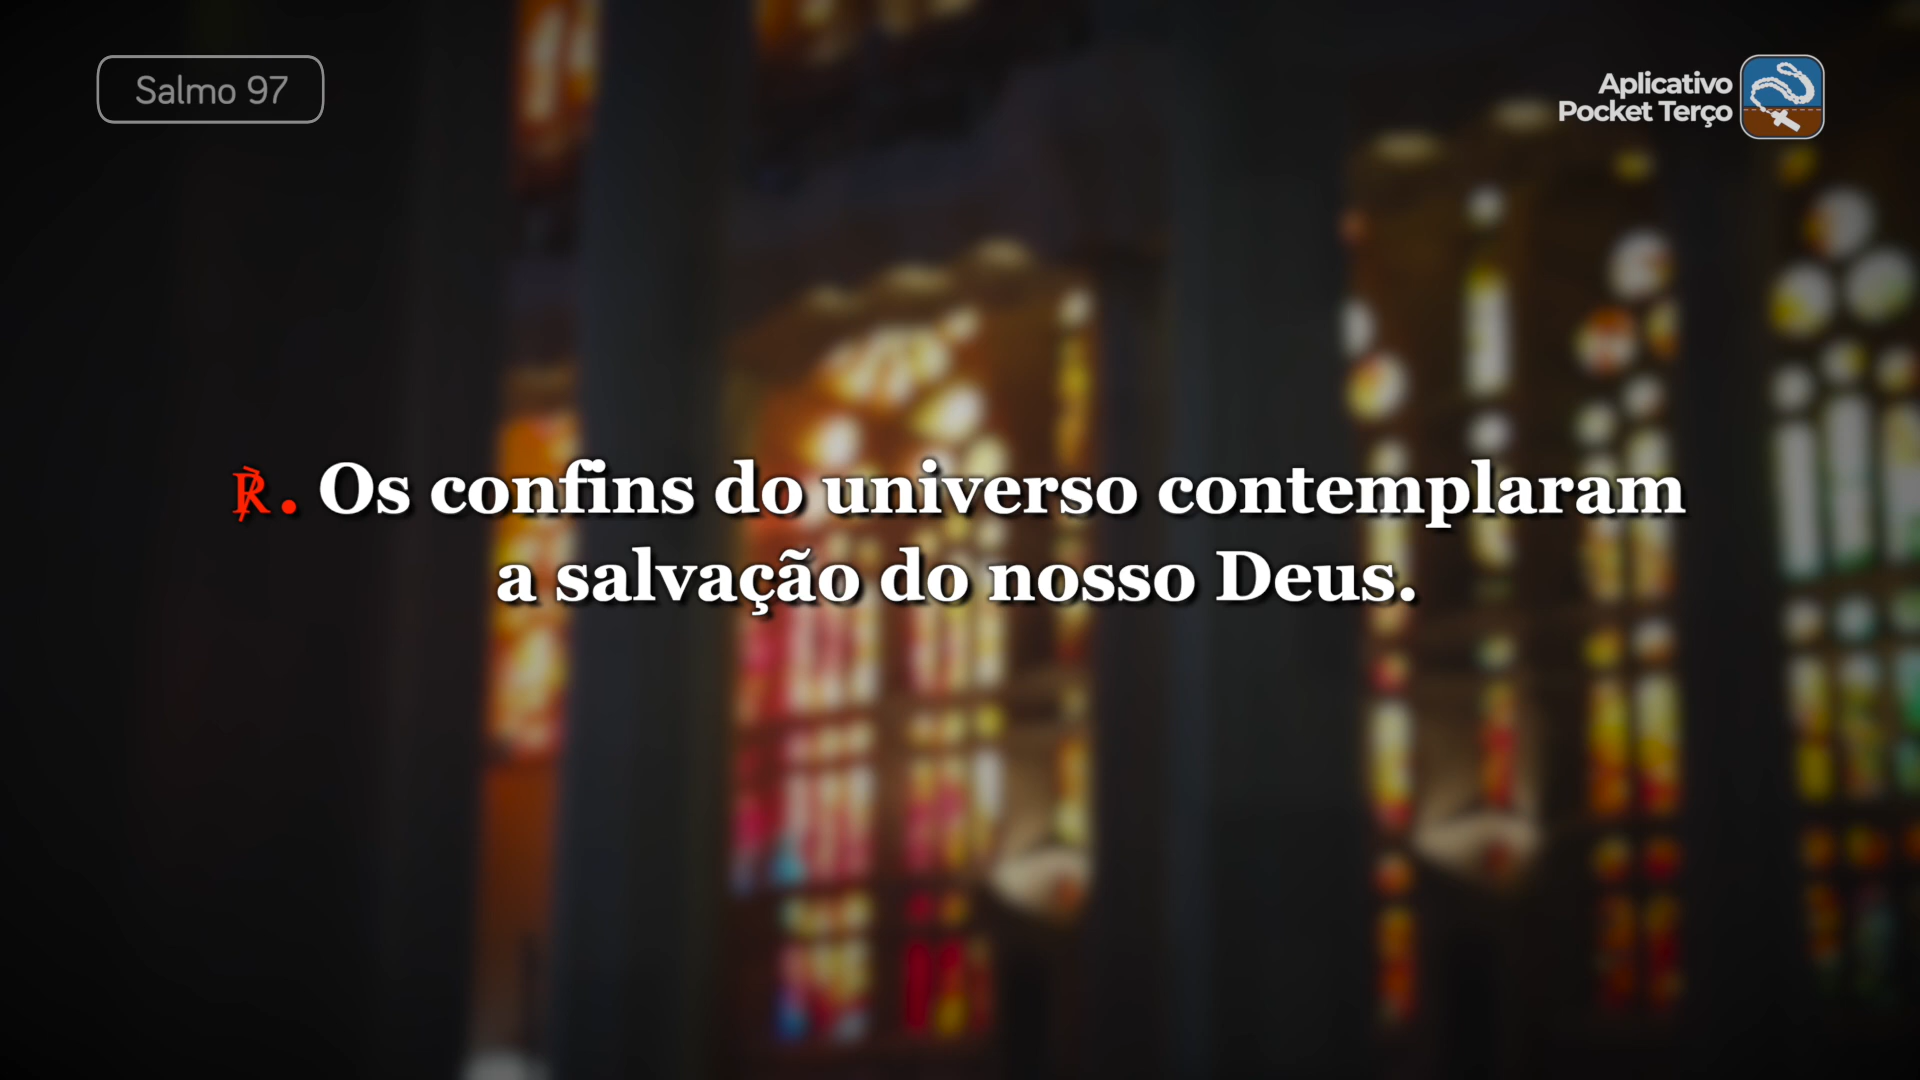 Salmo 97
Aplicativo
Pocket Terço
℟. Os confins do universo contemplaram
a salvação do nosso Deus.